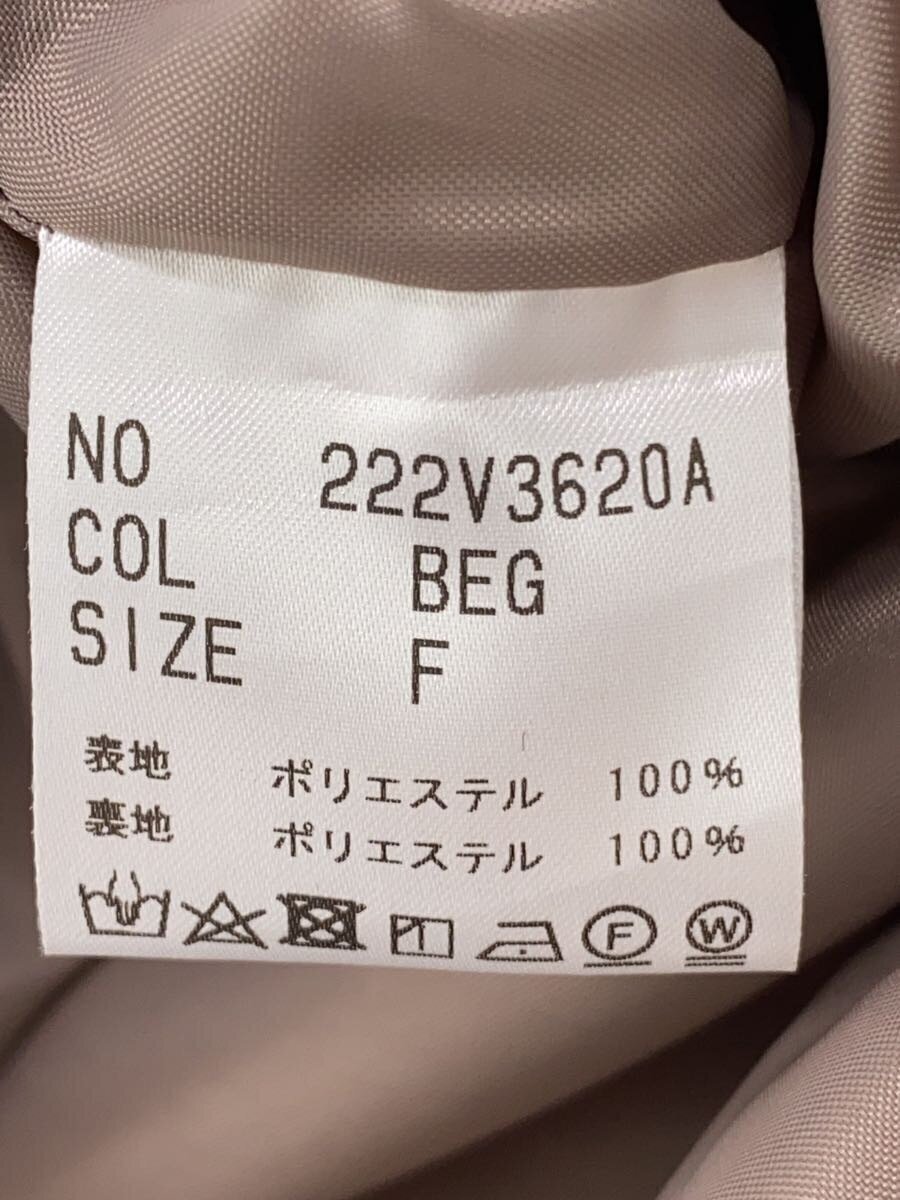 NO 222V3620A
COL BEG
SIZE F
表地 ポリエステル 100%
裏地 ポリエステル 100%
F W